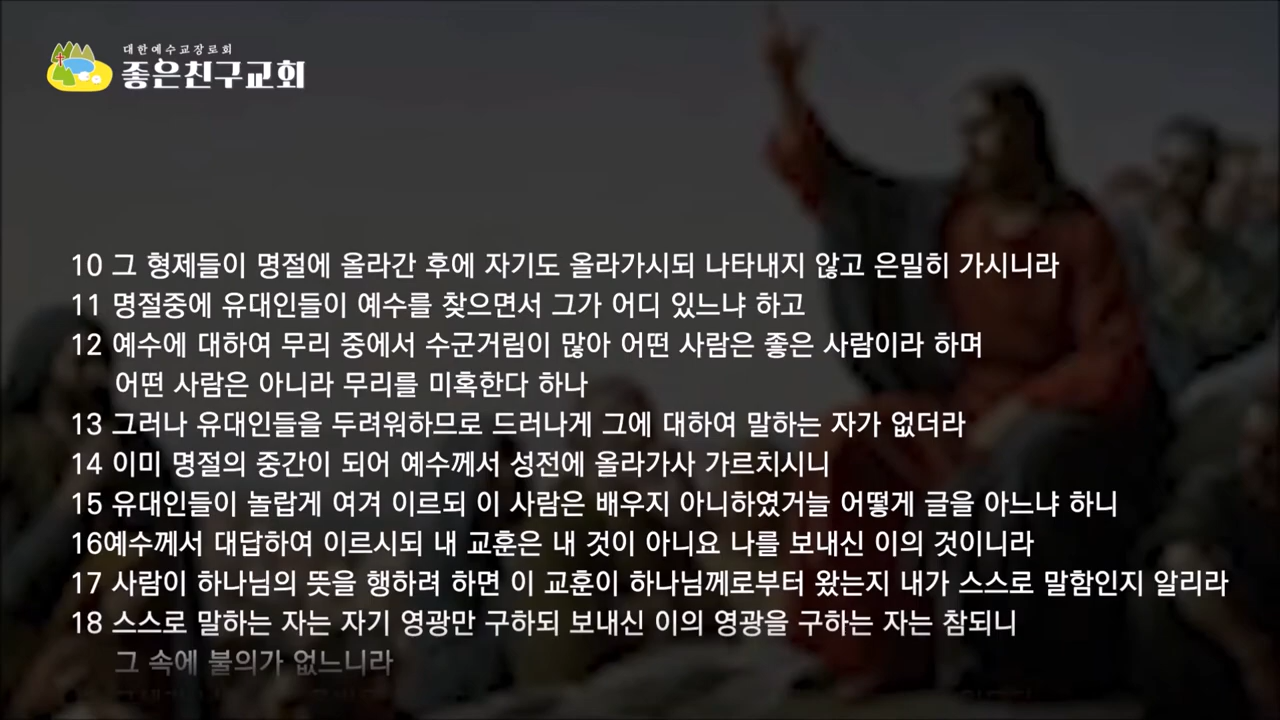 대한예수교장로회
좋은친구교회
10 그 형제들이 명절에 올라간 후에 자기도 올라가시되 나타내지 않고 은밀히 가시니라
11 명절중에 유대인들이 예수를 찾으면서 그가 어디 있느냐 하고
12 예수에 대하여 무리 중에서 수군거림이 많아 어떤 사람은 좋은 사람이라 하며
어떤 사람은 아니라 무리를 미혹한다 하나
13 그러나 유대인들을 두려워하므로 드러나게 그에 대하여 말하는 자가 없더라
14 이미 명절의 중간이 되어 예수께서 성전에 올라가사 가르치시니
15 유대인들이 놀랍게 여겨 이르되 이 사람은 배우지 아니하였거늘 어떻게 글을 아느냐 하니
16예수께서 대답하여 이르시되 내 교훈은 내 것이 아니요 나를 보내신 이의 것이니라
17 사람이 하나님의 뜻을 행하려 하면 이 교훈이 하나님께로부터 왔는지 내가 스스로 말함인지 알리라
18 스스로 말하는 자는 자기 영광만 구하되 보내신 이의 영광을 구하는 자는 참되니
그 속에 불의가 없느니라